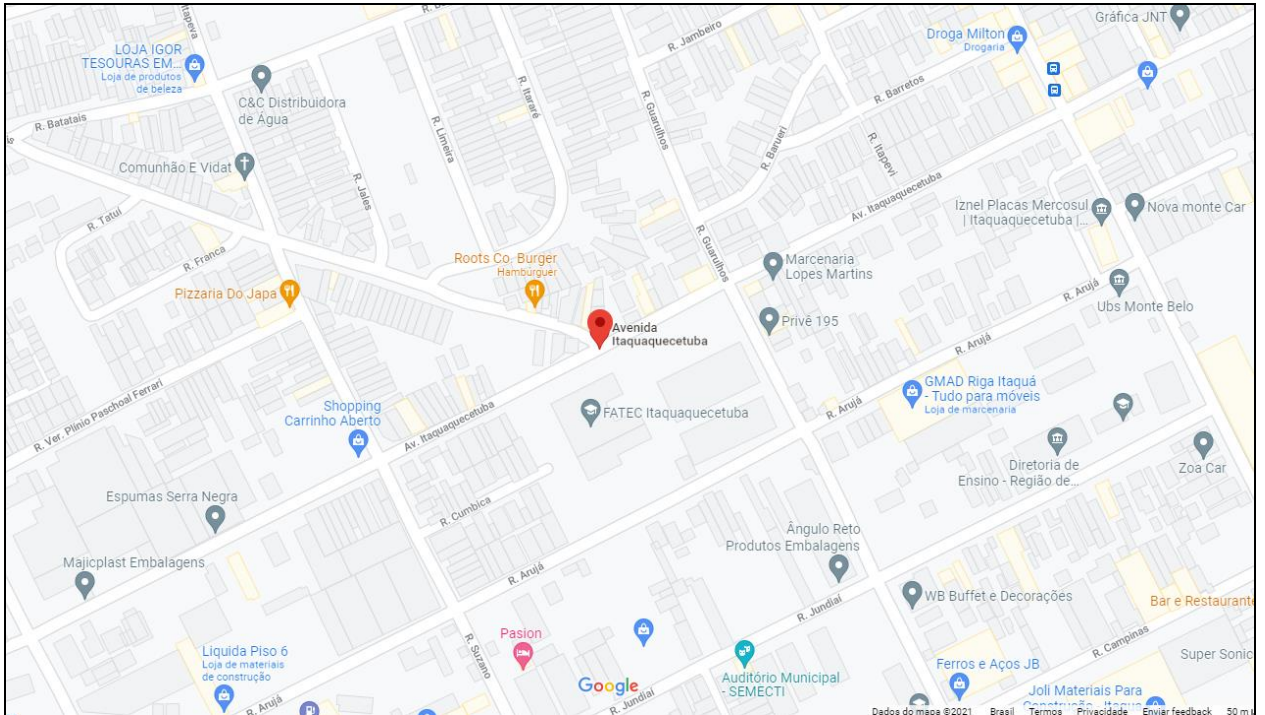 Gráfica JNT
Droga Milton
Drogaria
LOJA IGOR
TESOURAS EM...
Loja de produtos
de beleza
R. Jambeiro
C&C Distribuidora
de Água
R. Itararé
R. Barretos
R. Guarulhos
R. Batatais
R. Limeira
R. Barueri
R. Itapevi
Comunhão E Vidat
R. Jales
Av. Itaquaquecetuba
Iznel Placas Mercosul
| Itaquaquecetuba |...
Nova monte Car
R. Tatuí
R. Franca
R. Guarulhos
Roots Co. Burger
Hambúrguer
Marcenaria
Lopes Martins
Pizzaria Do Japa
R. Arujá
Ubs Monte Belo
Privê 195
Avenida
Itaquaquecetuba
R. Arujá
GMAD Riga Itaquá
- Tudo para móveis
Loja de marcenaria
R. Ver. Plínio Paschoal Ferrari
Shopping
Carrinho Aberto
Av. Itaquaquecetuba
FATEC Itaquaquecetuba
R. Arujá
Diretoria de
Ensino - Região de...
Zoa Car
Espumas Serra Negra
R. Cumbica
Ângulo Reto
Produtos Embalagens
Majicplast Embalagens
R. Arujá
R. Jundiaí
WB Buffet e Decorações
Bar e Restaurante
Pasion
R. Suzano
R. Campinas
Liquida Piso 6
Loja de materiais
de construção
Super Sonic
Google
Auditório Municipal
- SEMECTI
Ferros e Aços JB
R. Arujá
R. Jundiaí
Joli Materiais Para
Dados do mapa ©2021 Brasil Termos Privacidade Enviar feedback 50 m